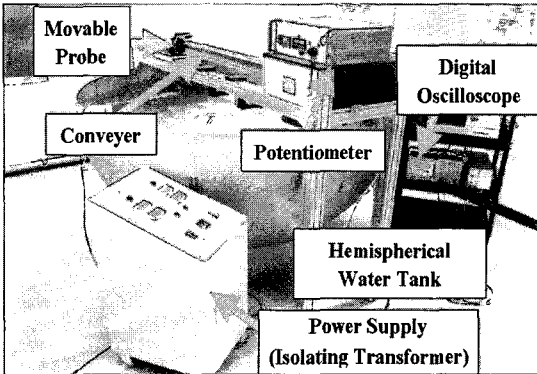 Movable
Probe
Digital
Oscilloscope
Conveyer
Potentiometer
Hemispherical
Water Tank
Power Supply
(Isolating Transformer)